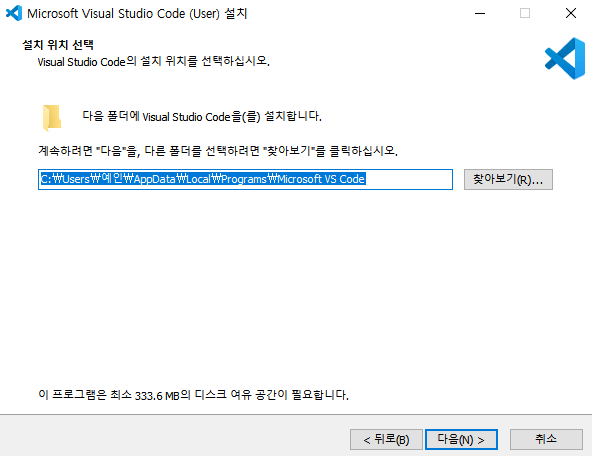 Microsoft Visual Studio Code (User) 설치
설치 위치 선택
Visual Studio Code의 설치 위치를 선택하십시오.
다음 폴더에 Visual Studio Code을(를) 설치합니다.
계속하려면 "다음"을, 다른 폴더를 선택하려면 "찾아보기"를 클릭하십시오.
C:₩Users₩예인₩AppData₩Local₩Programs₩Microsoft VS Code
찾아보기(R)...
이 프로그램은 최소 333.6 MB의 디스크 여유 공간이 필요합니다.
< 뒤로(B)
다음(N) >
취소